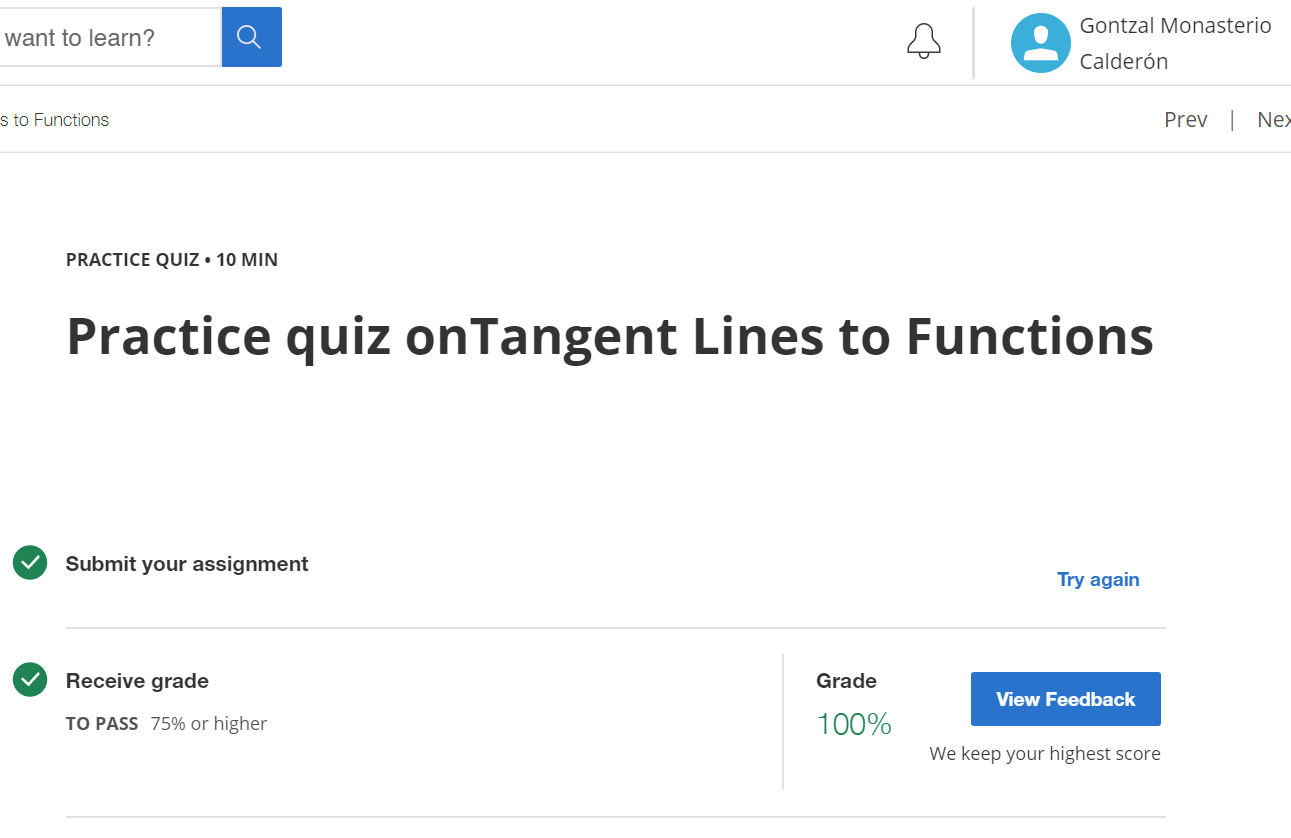 want to learn?
Gontzal Monasterio
Calderón
s to Functions
Prev | Nex
PRACTICE QUIZ • 10 MIN
Practice quiz onTangent Lines to Functions
Submit your assignment
Try again
Receive grade
TO PASS 75% or higher
Grade
100%
View Feedback
We keep your highest score